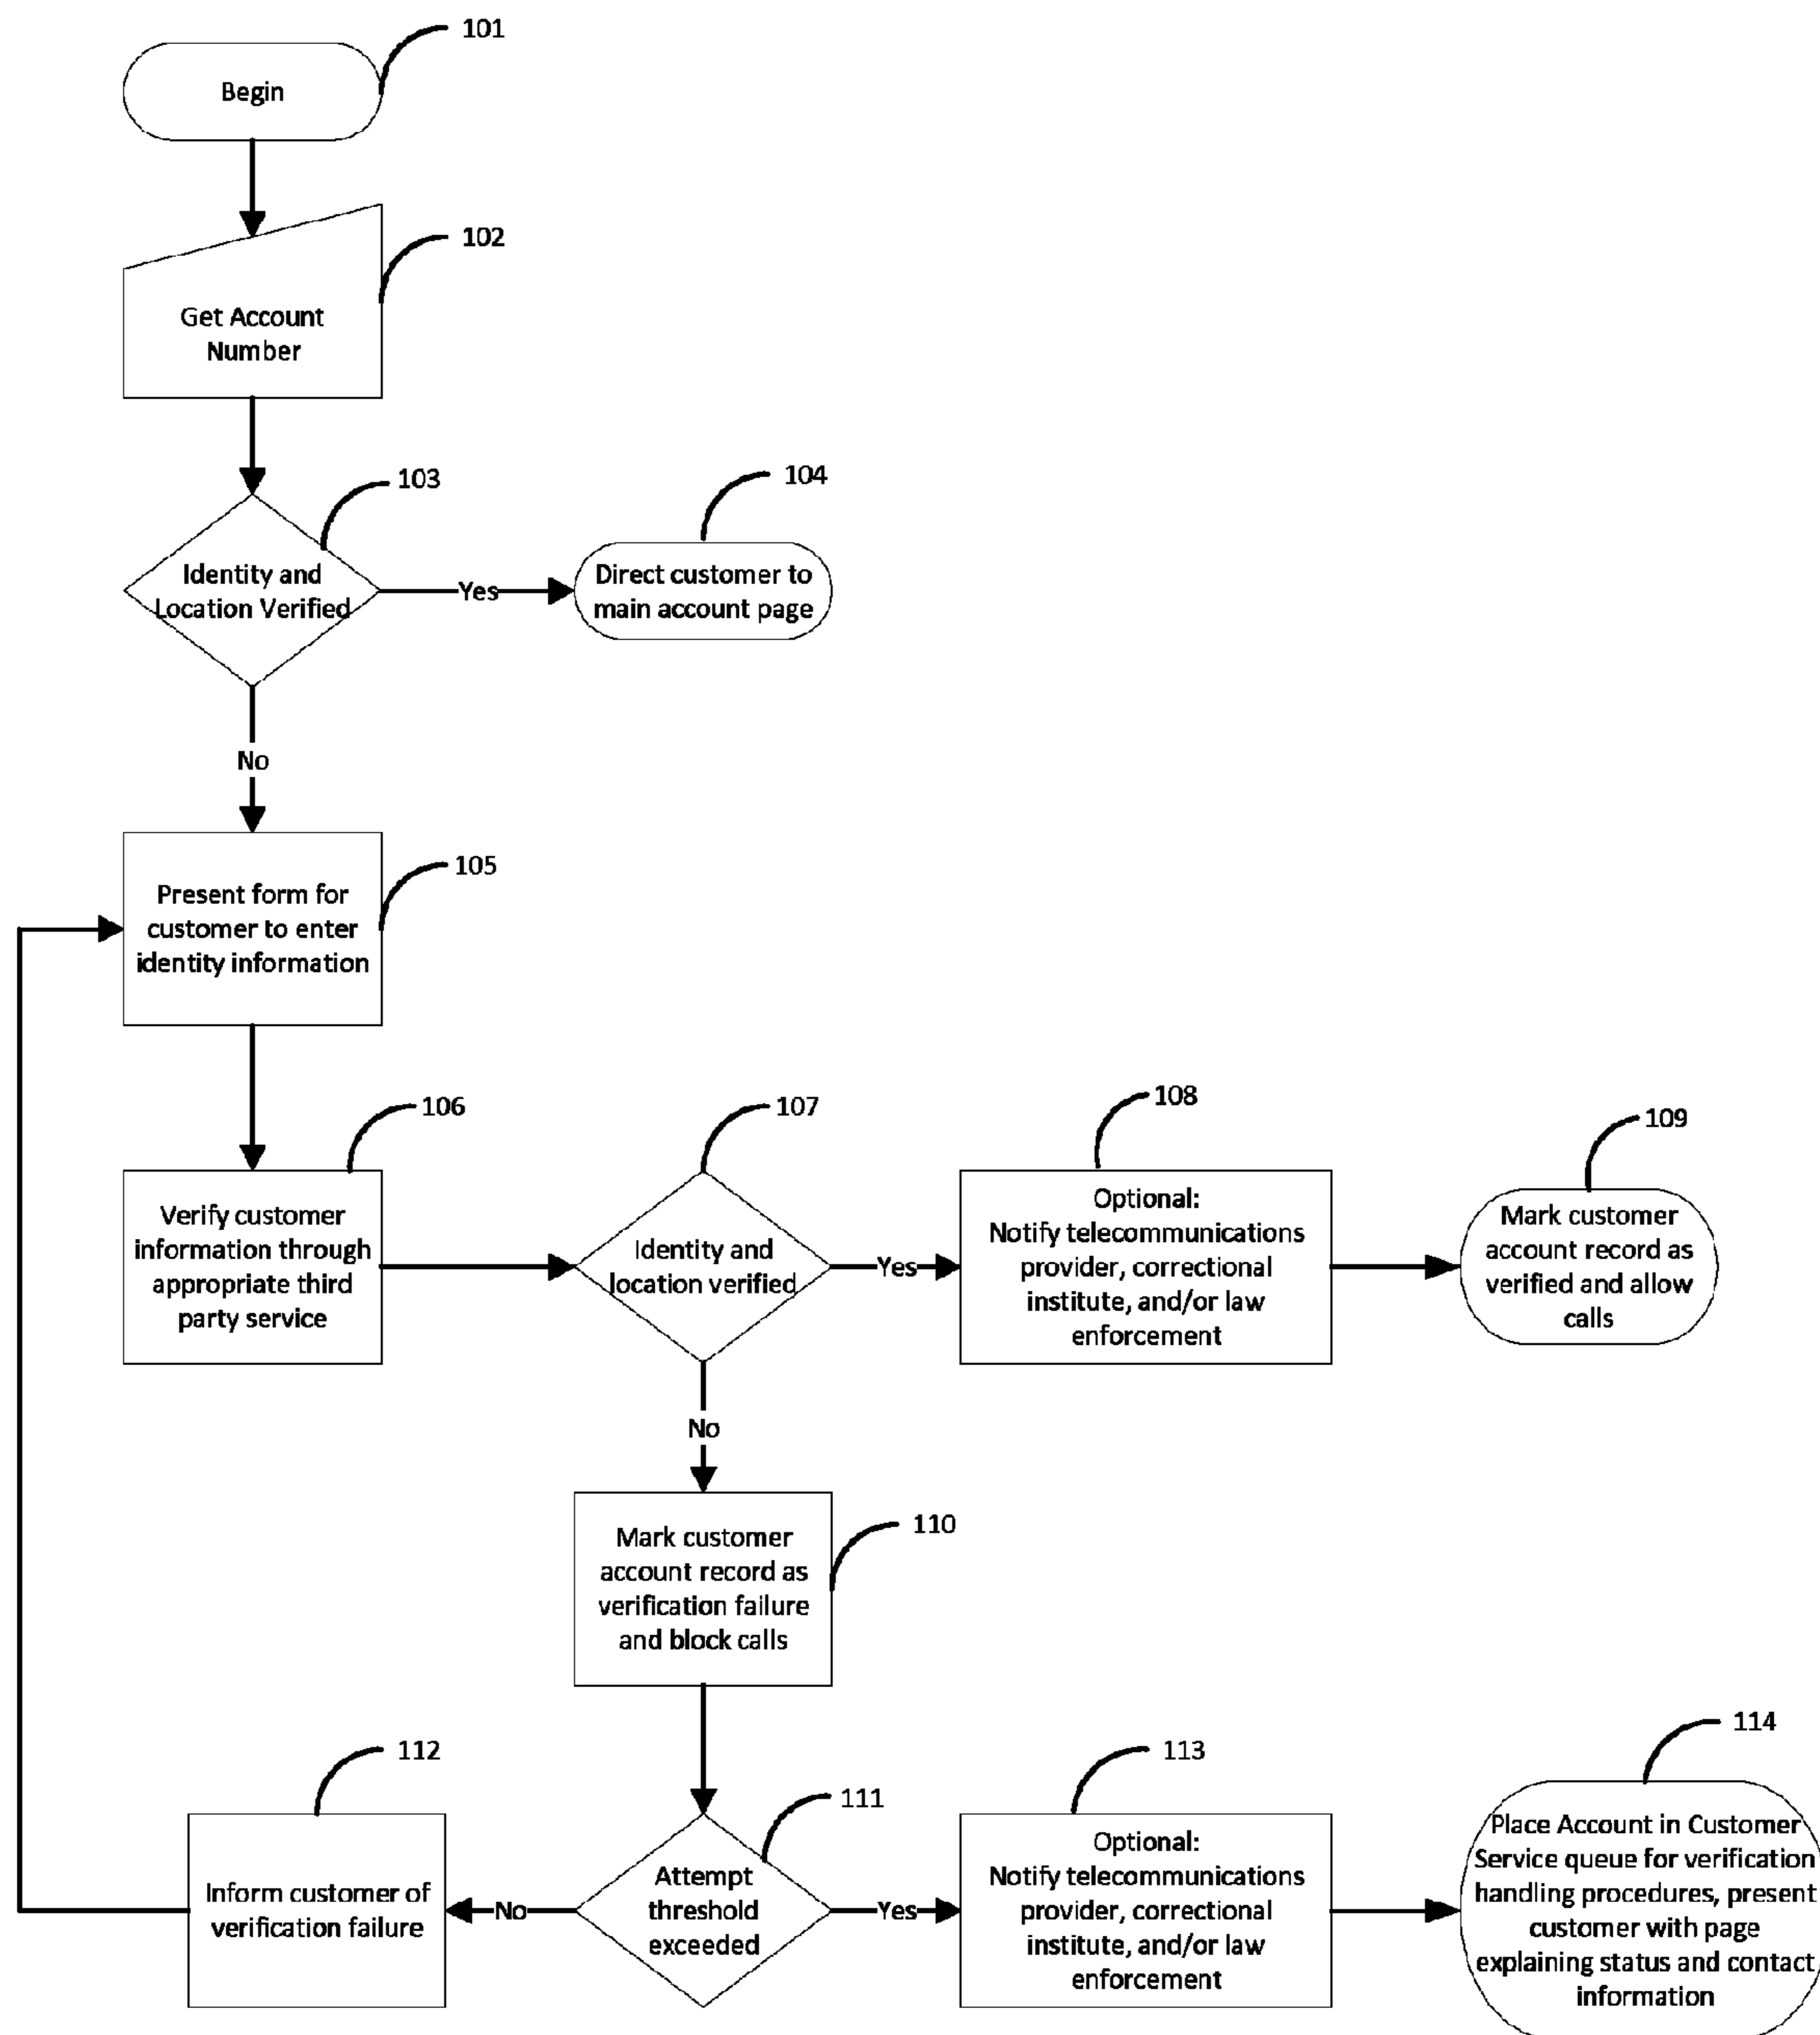 101
Begin
102
Get Account
Number
103
Identity and
Location Verified
Yes
104
Direct customer to
main account page
No
105
Present form for
customer to enter
identity information
106
Verify customer
information through
appropriate third
party service
107
Identity and
location verified
Yes
108
Optional:
Notify telecommunications
provider, correctional
institute, and/or law
enforcement
109
Mark customer
account record as
verified and allow
calls
No
110
Mark customer
account record as
verification failure
and block calls
111
Attempt
threshold
exceeded
No
112
Inform customer of
verification failure
Yes
113
Optional:
Notify telecommunications
provider, correctional
institute, and/or law
enforcement
114
Place Account in Customer
Service queue for verification
handling procedures, present
customer with page
explaining status and contact
information